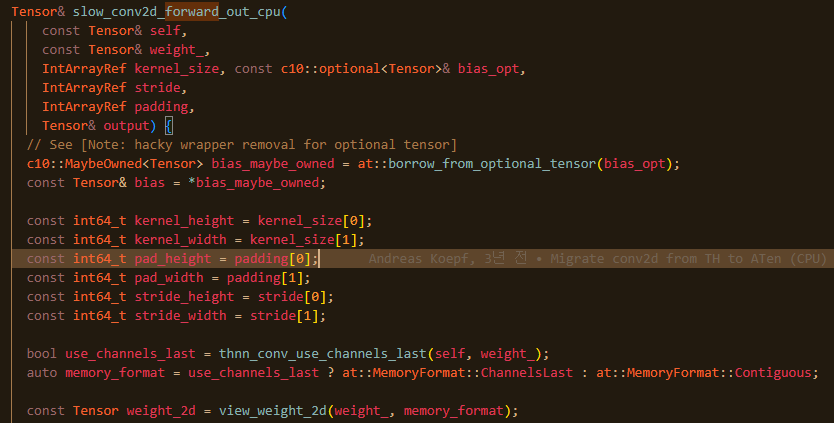 Tensor& slow_conv2d_forward_out_cpu(
const Tensor& self,
const Tensor& weight_,
IntArrayRef kernel_size, const c10::optional<Tensor>& bias_opt,
IntArrayRef stride,
IntArrayRef padding,
Tensor& output) {
// See [Note: hacky wrapper removal for optional tensor]
c10::MaybeOwned<Tensor> bias_maybe_owned = at::borrow_from_optional_tensor(bias_opt);
const Tensor& bias = *bias_maybe_owned;
const int64_t kernel_height = kernel_size[0];
const int64_t kernel_width = kernel_size[1];
const int64_t pad_height = padding[0]; Andreas Koepf, 3년 전 • Migrate conv2d from TH to ATen (CPU)
const int64_t pad_width = padding[1];
const int64_t stride_height = stride[0];
const int64_t stride_width = stride[1];
bool use_channels_last = thnn_conv_use_channels_last(self, weight_);
auto memory_format = use_channels_last ? at::MemoryFormat::ChannelsLast : at::MemoryFormat::Contiguous;
const Tensor weight_2d = view_weight_2d(weight_, memory_format);